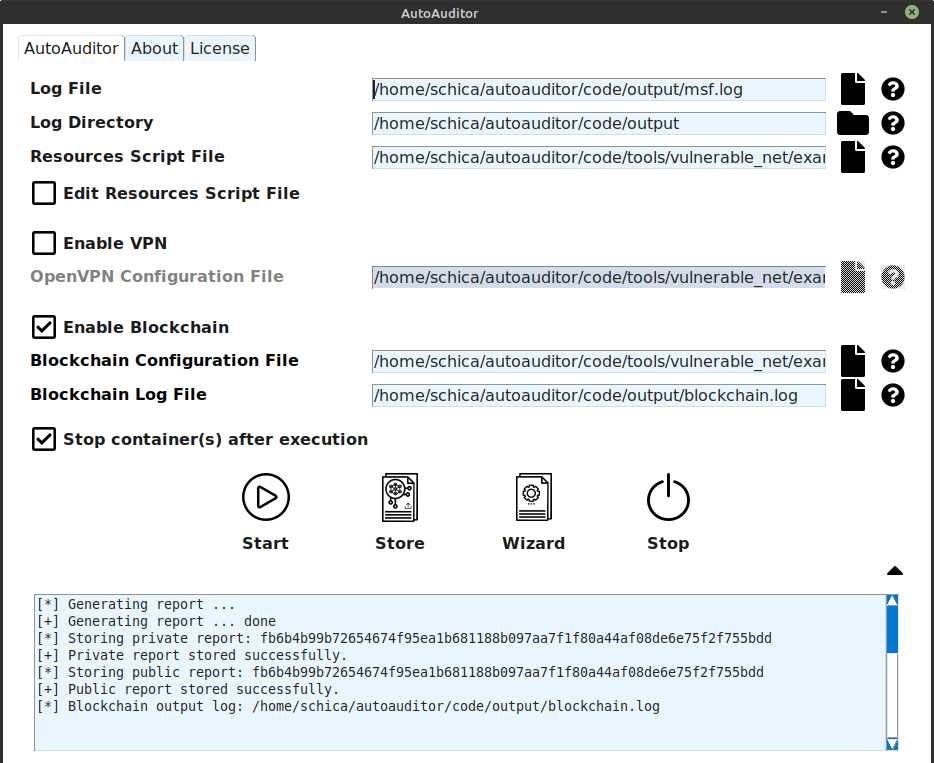 AutoAuditor
AutoAuditor About License
Log File /home/schica/autoauditor/code/output/msf.log
Log Directory /home/schica/autoauditor/code/output
Resources Script File /home/schica/autoauditor/code/tools/vulnerable_net/exar
Edit Resources Script File
Enable VPN
OpenVPN Configuration File /home/schica/autoauditor/code/tools/vulnerable_net/exar
Enable Blockchain
Blockchain Configuration File /home/schica/autoauditor/code/tools/vulnerable_net/exar
Blockchain Log File /home/schica/autoauditor/code/output/blockchain.log
Stop container(s) after execution
Start Store Wizard Stop
[*] Generating report ...
[+] Generating report ... done
[*] Storing private report: fb6b4b99b72654674f95ea1b681188b097aa7f1f80a44af08de6e75f2f755bdd
[+] Private report stored successfully.
[*] Storing public report: fb6b4b99b72654674f95ea1b681188b097aa7f1f80a44af08de6e75f2f755bdd
[+] Public report stored successfully.
[*] Blockchain output log: /home/schica/autoauditor/code/output/blockchain.log